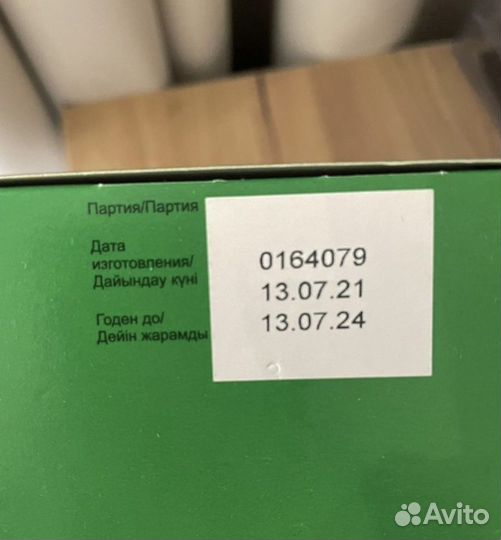 Партия/Партия
Дата
изготовления/
Дайындау күні
Годен до/
Дейін жарамды
0164079
13.07.21
13.07.24
Avito